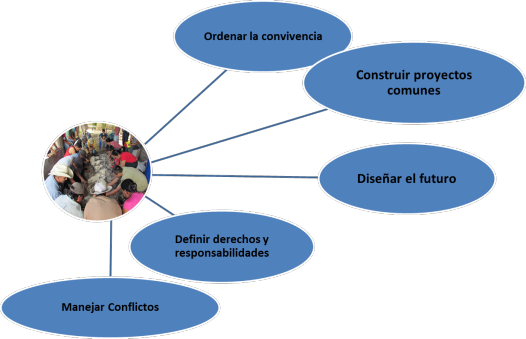 Ordenar la convivencia
Construir proyectos
comunes
Diseñar el futuro
Definir derechos y
responsabilidades
Manejar Conflictos